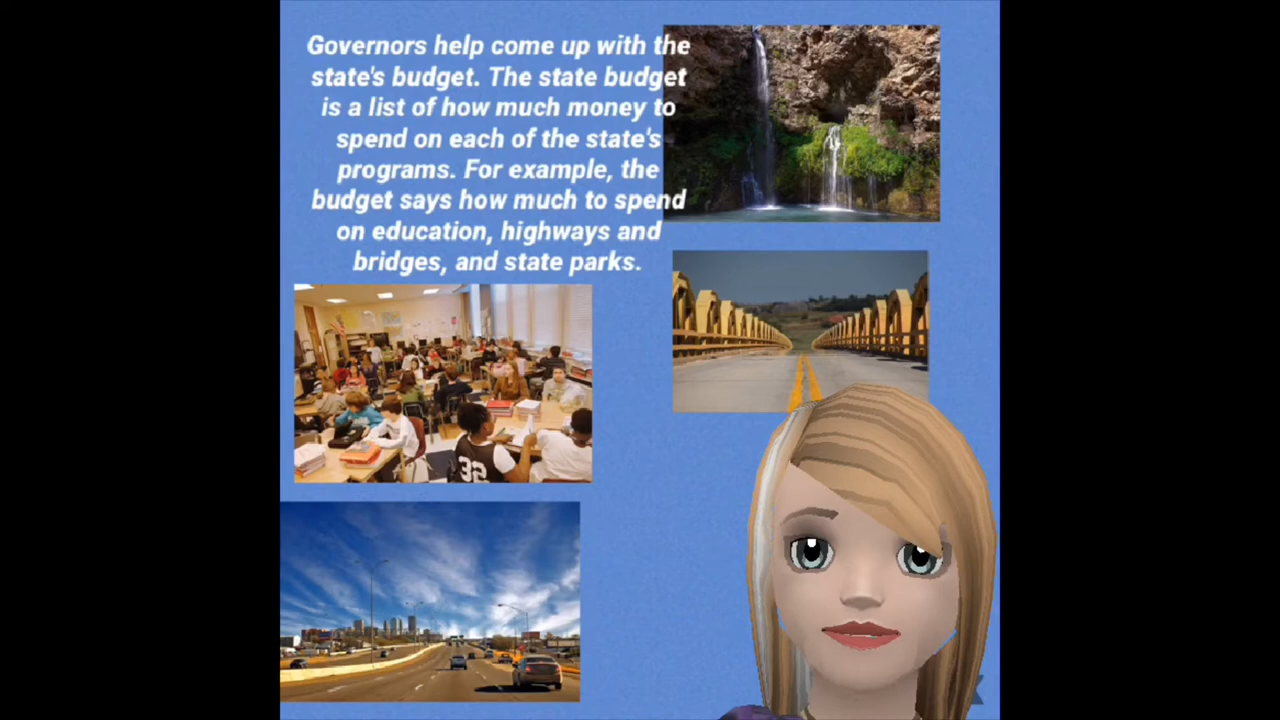 Governors help come up with the
state's budget. The state budget
is a list of how much money to
spend on each of the state's
programs. For example, the
budget says how much to spend
on education, highways and
bridges, and state parks.
32